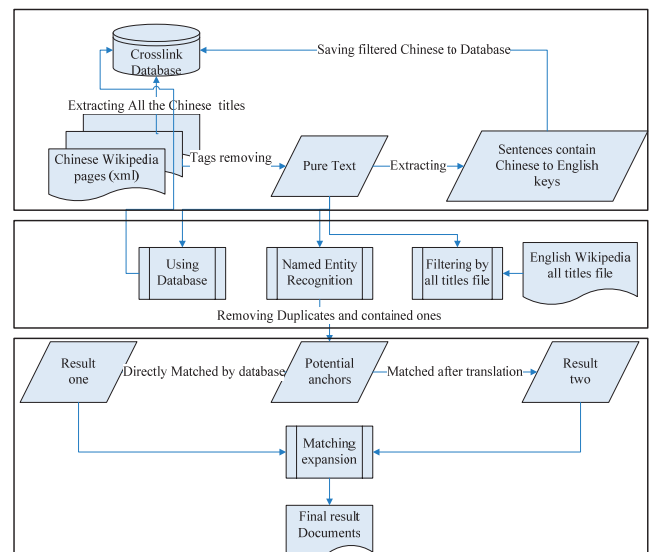 Crosslink
Database
Saving filtered Chinese to Database
Extracting All the Chinese titles
Chinese Wikipedia
pages (xml)
Tags removing
Pure Text
Extracting
Sentences contain
Chinese to English
keys
Using
Database
Named Entity
Recognition
Filtering by
all titles file
English Wikipedia
all titles file
Removing Duplicates and contained ones
Result
one
Directly Matched by database
Potential
anchors
Matched after translation
Result
two
Matching
expansion
Final result
Documents